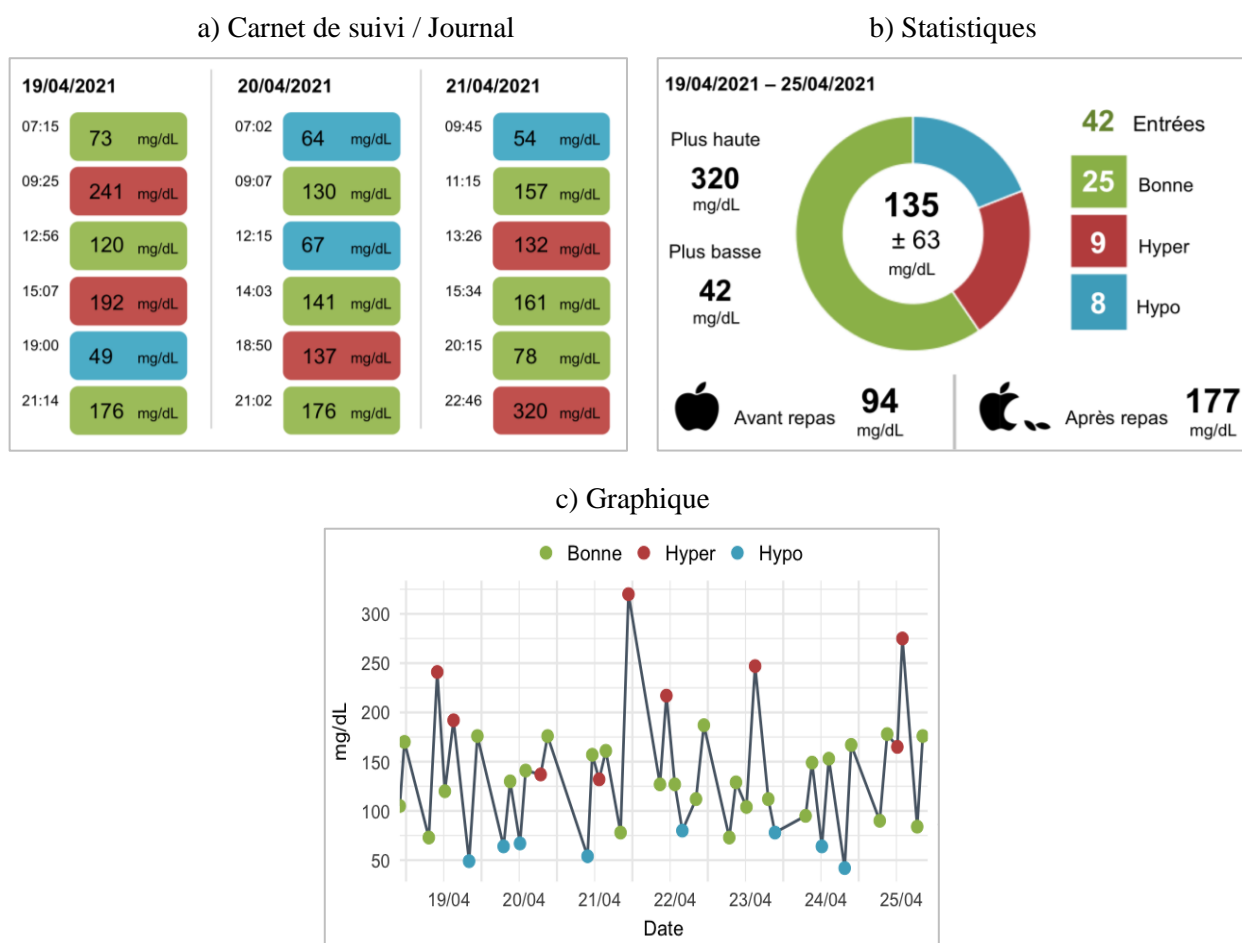 a) Carnet de suivi / Journal
19/04/2021
07:15 73 mg/dL
09:25 241 mg/dL
12:56 120 mg/dL
15:07 192 mg/dL
19:00 49 mg/dL
21:14 176 mg/dL
20/04/2021
07:02 64 mg/dL
09:07 130 mg/dL
12:15 67 mg/dL
14:03 141 mg/dL
18:50 137 mg/dL
21:02 176 mg/dL
21/04/2021
09:45 54 mg/dL
11:15 157 mg/dL
13:26 132 mg/dL
15:34 161 mg/dL
20:15 78 mg/dL
22:46 320 mg/dL
b) Statistiques
19/04/2021 – 25/04/2021
Plus haute
320
mg/dL
Plus basse
42
mg/dL
135
± 63
mg/dL
42 Entrées
25 Bonne
9 Hyper
8 Hypo
Avant repas 94
mg/dL
Après repas 177
mg/dL
c) Graphique
Bonne Hyper Hypo
mg/dL
300
250
200
150
100
50
19/04 20/04 21/04 22/04 23/04 24/04 25/04
Date